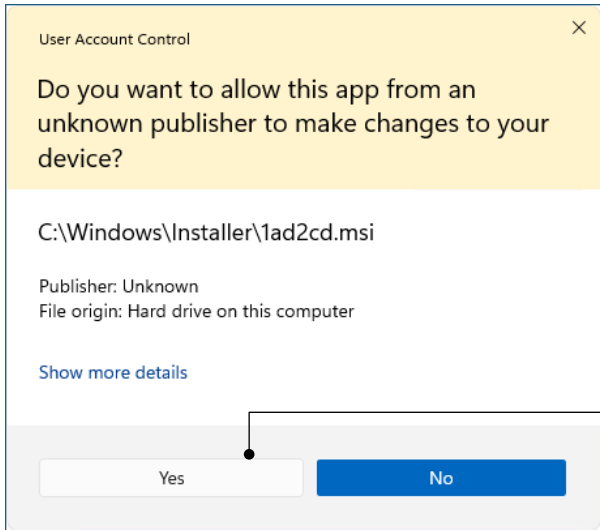 User Account Control
Do you want to allow this app from an
unknown publisher to make changes to your
device?
C:\Windows\Installer\1ad2cd.msi
Publisher: Unknown
File origin: Hard drive on this computer
Show more details
Yes
No